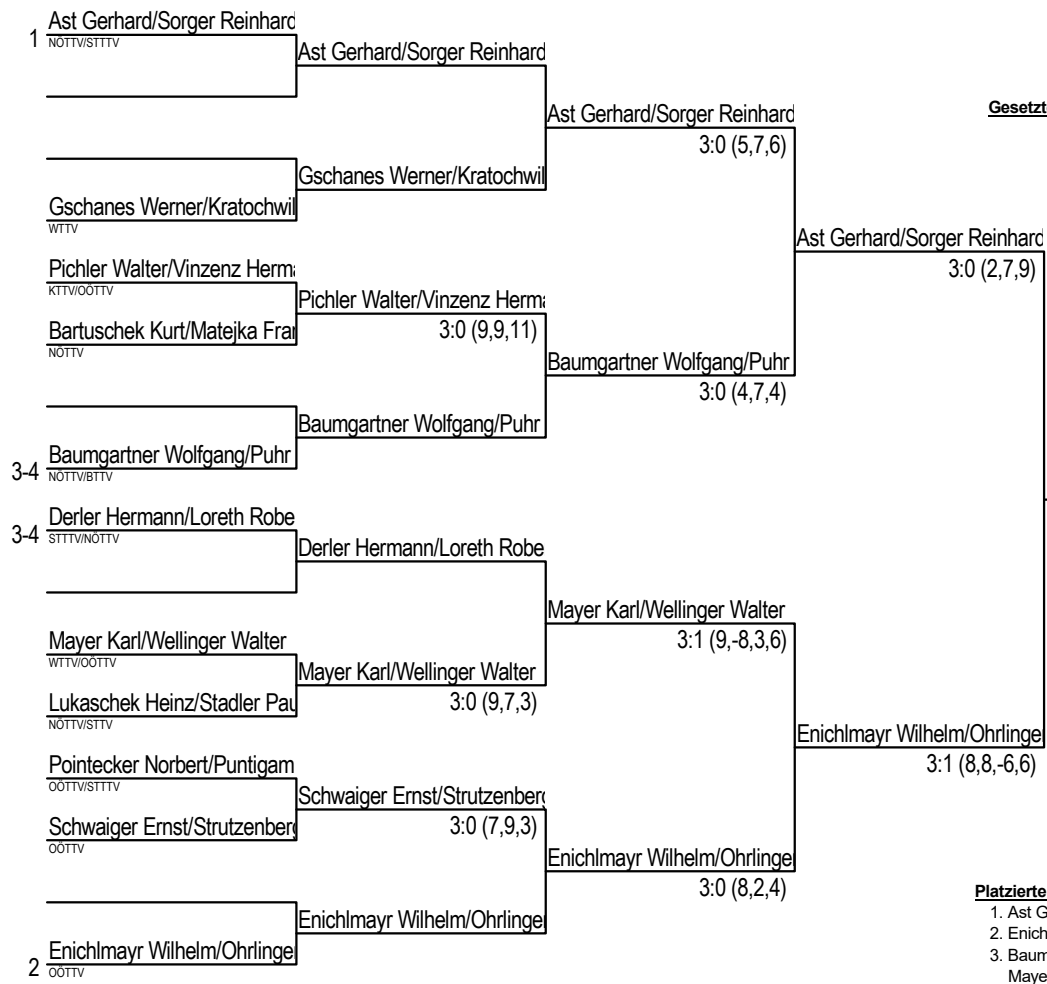 Ast Gerhard/Sorger Reinhard
1
NÖTTV/STTTV
Ast Gerhard/Sorger Reinhard
Gesetzt
Ast Gerhard/Sorger Reinhard
3:0 (5,7,6)
Gschanes Werner/Kratochwil
Gschanes Werner/Kratochwil
WTTV
Ast Gerhard/Sorger Reinhard
3:0 (2,7,9)
Pichler Walter/Vinzenz Herma
KTTV/OÖTTV
Pichler Walter/Vinzenz Herma
3:0 (9,9,11)
Bartuschek Kurt/Matejka Fran
NÖTTV
Baumgartner Wolfgang/Puhr
3:0 (4,7,4)
Baumgartner Wolfgang/Puhr
Baumgartner Wolfgang/Puhr
3-4
NÖTTV/BTTV
Derler Hermann/Loreth Robe
3-4
STTTV/NÖTTV
Derler Hermann/Loreth Robe
Mayer Karl/Wellinger Walter
3:1 (9,-8,3,6)
Mayer Karl/Wellinger Walter
WTTV/OÖTTV
Mayer Karl/Wellinger Walter
3:0 (9,7,3)
Lukaschek Heinz/Stadler Pau
NÖTTV/STTV
Enichlmayr Wilhelm/Ohrlinge
3:1 (8,8,-6,6)
Pointecker Norbert/Puntigam
OÖTTV/STTTV
Schwaiger Ernst/Strutzenberg
3:0 (7,9,3)
Schwaiger Ernst/Strutzenberg
OÖTTV
Enichlmayr Wilhelm/Ohrlinge
3:0 (8,2,4)
Enichlmayr Wilhelm/Ohrlinger
Enichlmayr Wilhelm/Ohrlinger
2
OÖTTV
Platzierte
1. Ast G
2. Enich
3. Baum
Maye